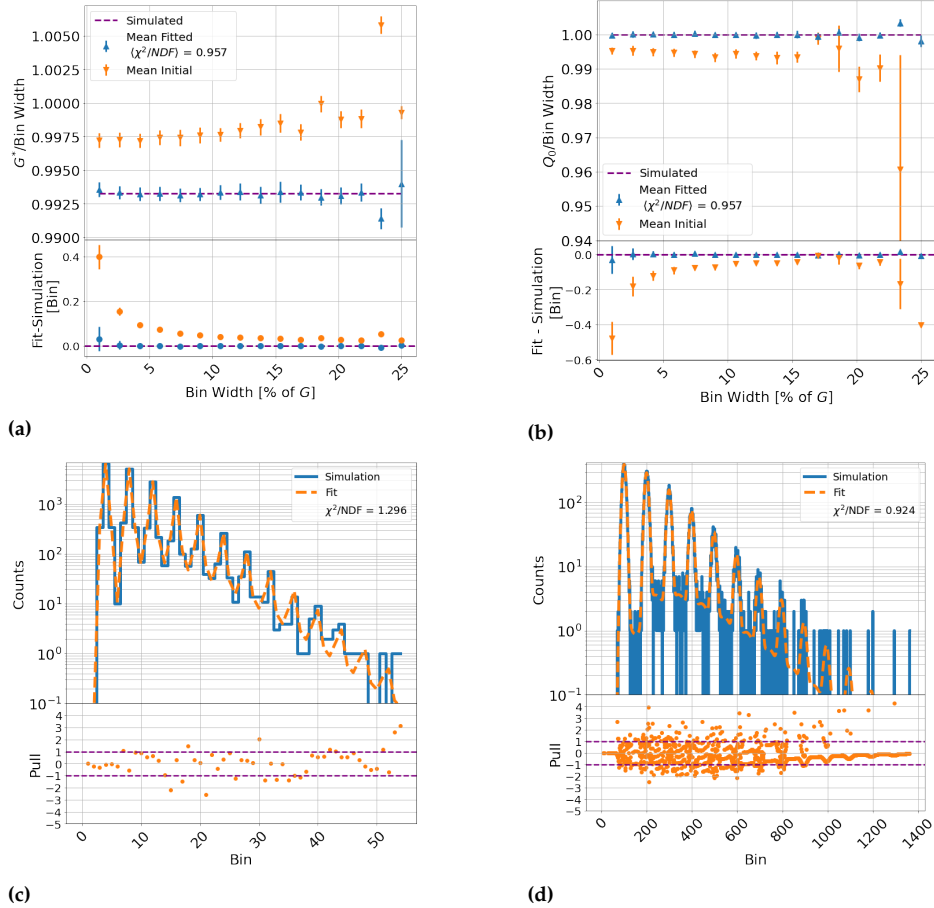 G*/Bin Width
1.0050
1.0025
1.0000
0.9975
0.9950
0.9925
0.9900
Simulated
Mean Fitted
⟨χ²/NDF⟩ = 0.957
Mean Initial
Fit-Simulation
[Bin]
0.4
0.2
0.0
0
5
10
15
20
25
Bin Width [% of G]
(a)
Q₀/Bin Width
1.00
0.99
0.98
0.97
0.96
0.95
0.94
Simulated
Mean Fitted
⟨χ²/NDF⟩ = 0.957
Mean Initial
Fit - Simulation
[Bin]
0.0
−0.2
−0.4
−0.6
0
5
10
15
20
25
Bin Width [% of G]
(b)
Counts
10³
10²
10¹
10⁰
10⁻¹
Simulation
Fit
χ²/NDF = 1.296
Pull
4
3
2
1
0
−1
−2
−3
−4
−5
0
10
20
30
40
50
Bin
(c)
Counts
10²
10¹
10⁰
10⁻¹
Simulation
Fit
χ²/NDF = 0.924
Pull
4
3
2
1
0
−1
−2
−3
−4
−5
0
200
400
600
800
1000
1200
1400
Bin
(d)